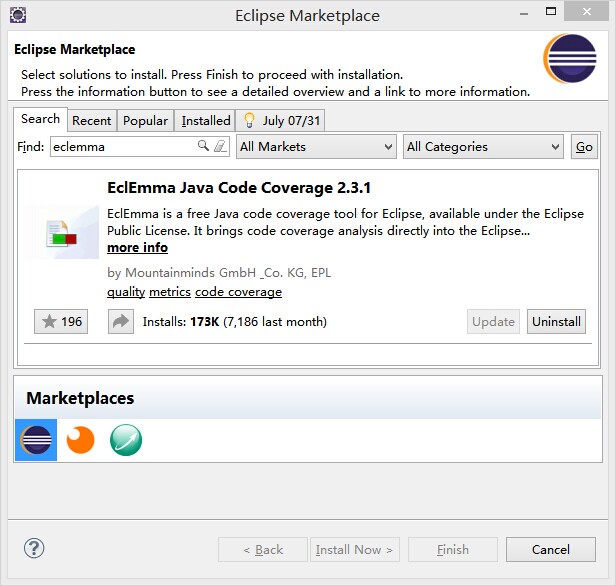 Eclipse Marketplace
Eclipse Marketplace
Select solutions to install. Press Finish to proceed with installation.
Press the information button to see a detailed overview and a link to more information.
Search Recent Popular Installed July 07/31
Find: eclemma All Markets All Categories Go
EclEmma Java Code Coverage 2.3.1
EclEmma is a free Java code coverage tool for Eclipse, available under the Eclipse
Public License. It brings code coverage analysis directly into the Eclipse...
more info
by Mountainminds GmbH _Co. KG, EPL
quality metrics code coverage
196 Installs: 173K (7,186 last month) Update Uninstall
Marketplaces
? < Back Install Now > Finish Cancel